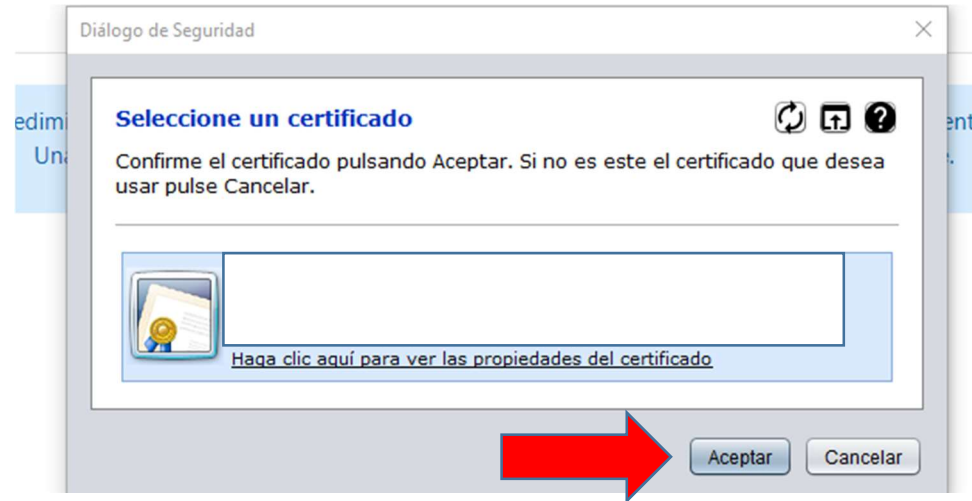 Diálogo de Seguridad
Seleccione un certificado
Confirme el certificado pulsando Aceptar. Si no es este el certificado que desea
usar pulse Cancelar.
Haga clic aquí para ver las propiedades del certificado
Aceptar
Cancelar